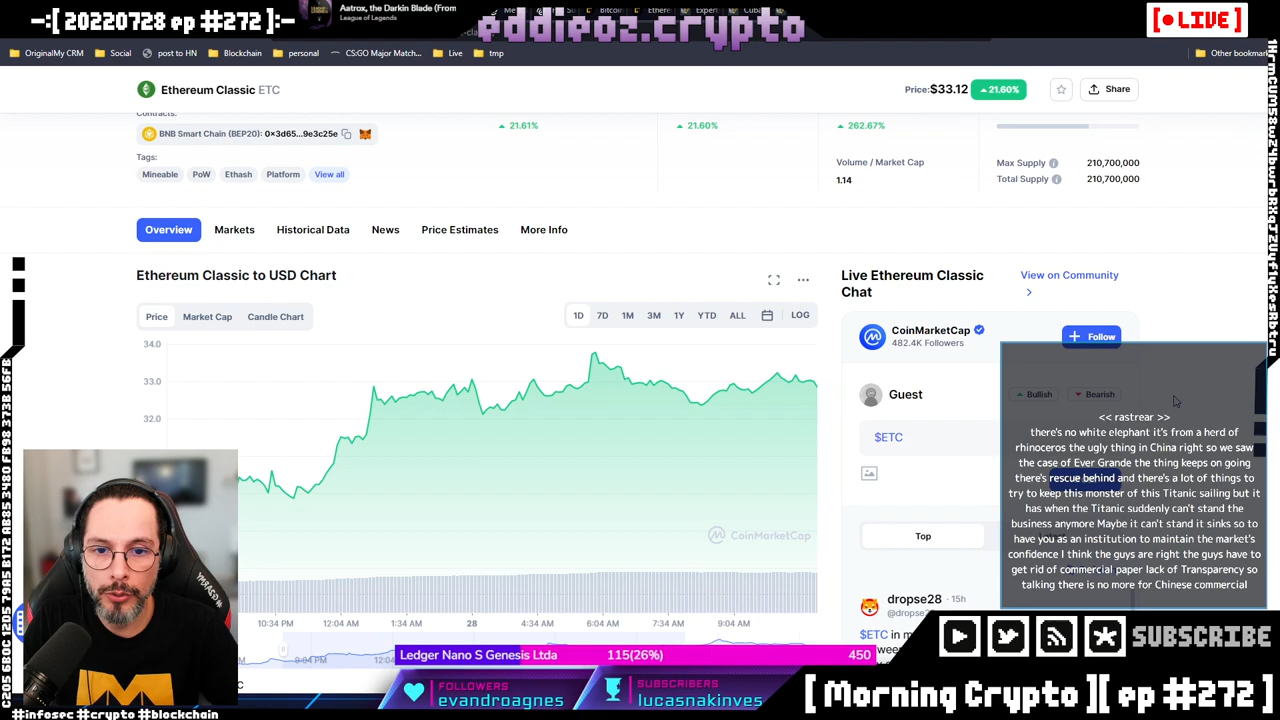 -:[ 20220728 ep #272 ]:-
Aatrox, the Darkin Blade (From
League of Legends
eddieoz.crypto
[ LIVE ]
OriginalMy CRM
Social
post to HN
Blockchain
personal
CS:GO Major Match...
Live
tmp
Other bookmar
Ethereum Classic ETC
Price:$33.12
21.60%
Share
Contracts:
BNB Smart Chain (BEP20): 0x3d65...9e3c25e
21.61%
21.60%
262.67%
Tags:
Mineable
PoW
Ethash
Platform
View all
Volume / Market Cap
1.14
Max Supply
210,700,000
Total Supply
210,700,000
Overview
Markets
Historical Data
News
Price Estimates
More Info
Ethereum Classic to USD Chart
Price
Market Cap
Candle Chart
1D
7D
1M
3M
1Y
YTD
ALL
LOG
34.0
33.0
32.0
CoinMarketCap
10:34 PM
12:04 AM
1:34 AM
28
4:34 AM
6:04 AM
7:34 AM
9:04 AM
Live Ethereum Classic
Chat
View on Community
CoinMarketCap
482.4K Followers
Follow
Guest
Bullish
Bearish
$ETC
<< rastrear >>
there's no white elephant it's from a herd of
rhinoceros the ugly thing in China right so we saw
the case of Ever Grande the thing keeps on going
there's rescue behind and there's a lot of things to
try to keep this monster of this Titanic sailing but it
has when the Titanic suddenly can't stand the
business anymore Maybe it can't stand it sinks so to
have you as an institution to maintain the market's
confidence I think the guys are right the guys have to
get rid of commercial paper lack of Transparency so
talking there is no more for Chinese commercial
Top
dropse28 · 15h
@dropse
$ETC in m
Ledger Nano S Genesis Ltda
115(26%)
450
FOLLOWERS
evandroagnes
SUBSCRIBERS
lucasnakinves
SUBSCRIBE
[ Morning Crypto ][ ep #272 ]
#infosec #crypto #blockchain